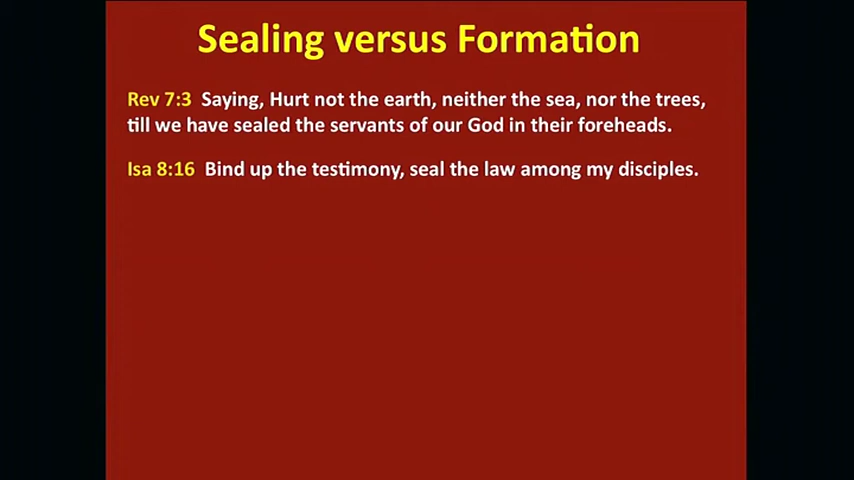 Sealing versus Formation
Rev 7:3 Saying, Hurt not the earth, neither the sea, nor the trees,
till we have sealed the servants of our God in their foreheads.
Isa 8:16 Bind up the testimony, seal the law among my disciples.